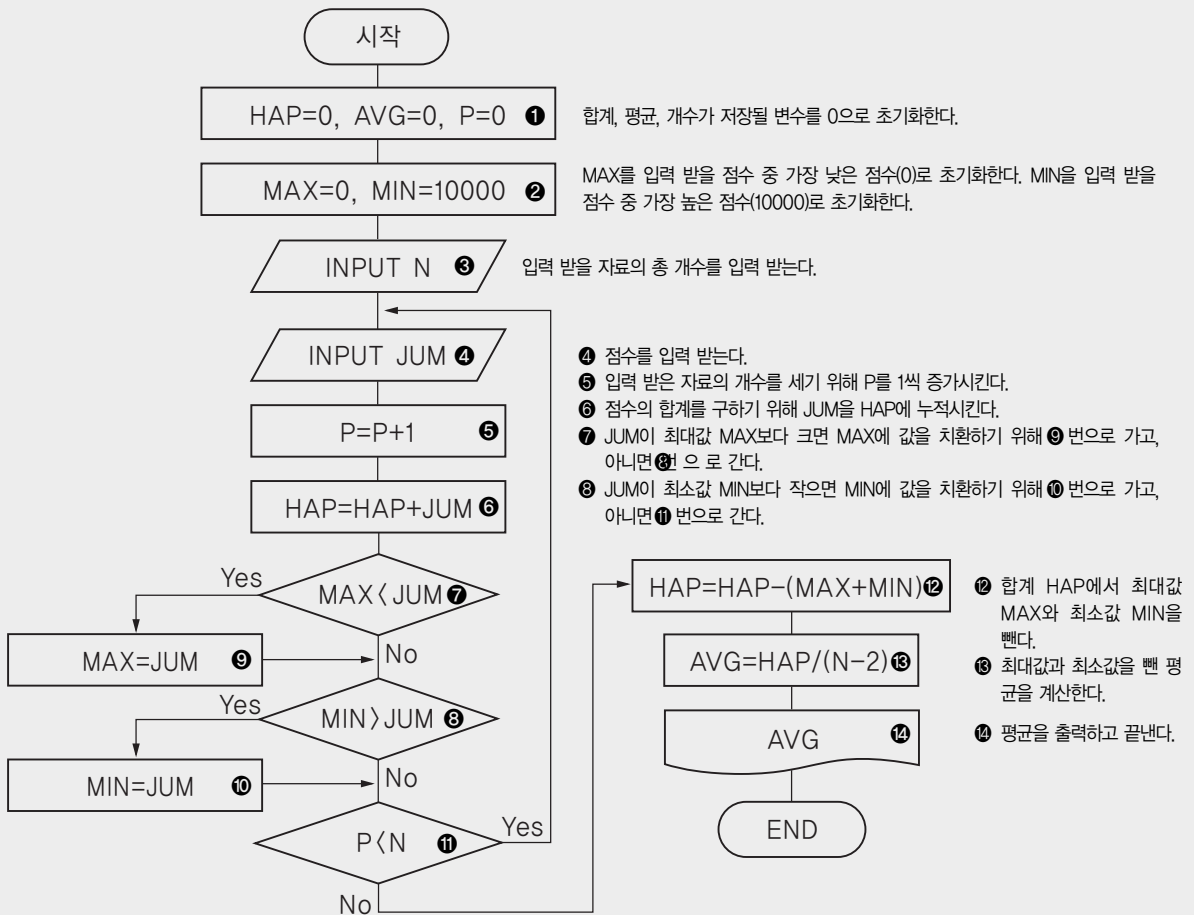 시작
HAP=0, AVG=0, P=0 ❶
합계, 평균, 개수가 저장될 변수를 0으로 초기화한다.
MAX=0, MIN=10000 ❷
MAX를 입력 받을 점수 중 가장 낮은 점수(0)로 초기화한다. MIN을 입력 받을
점수 중 가장 높은 점수(10000)로 초기화한다.
INPUT N ❸
입력 받을 자료의 총 개수를 입력 받는다.
INPUT JUM ❹
❹ 점수를 입력 받는다.
❺ 입력 받은 자료의 개수를 세기 위해 P를 1씩 증가시킨다.
❻ 점수의 합계를 구하기 위해 JUM을 HAP에 누적시킨다.
❼ JUM이 최대값 MAX보다 크면 MAX에 값을 치환하기 위해 ❾ 번으로 가고,
아니면 ❽번 으 로 간다.
❽ JUM이 최소값 MIN보다 작으면 MIN에 값을 치환하기 위해 ❿ 번으로 가고,
아니면 ⓫ 번으로 간다.
P=P+1 ❺
HAP=HAP+JUM ❻
MAX〈JUM ❼
Yes
No
MAX=JUM ❾
MIN〉JUM ❽
Yes
No
MIN=JUM ❿
P〈N ⓫
Yes
No
HAP=HAP-(MAX+MIN) ⓬
AVG=HAP/(N-2) ⓭
AVG ⓮
END
⓬ 합계 HAP에서 최대값
MAX와 최소값 MIN을
뺀다.
⓭ 최대값과 최소값을 뺀 평
균을 계산한다.
⓮ 평균을 출력하고 끝낸다.